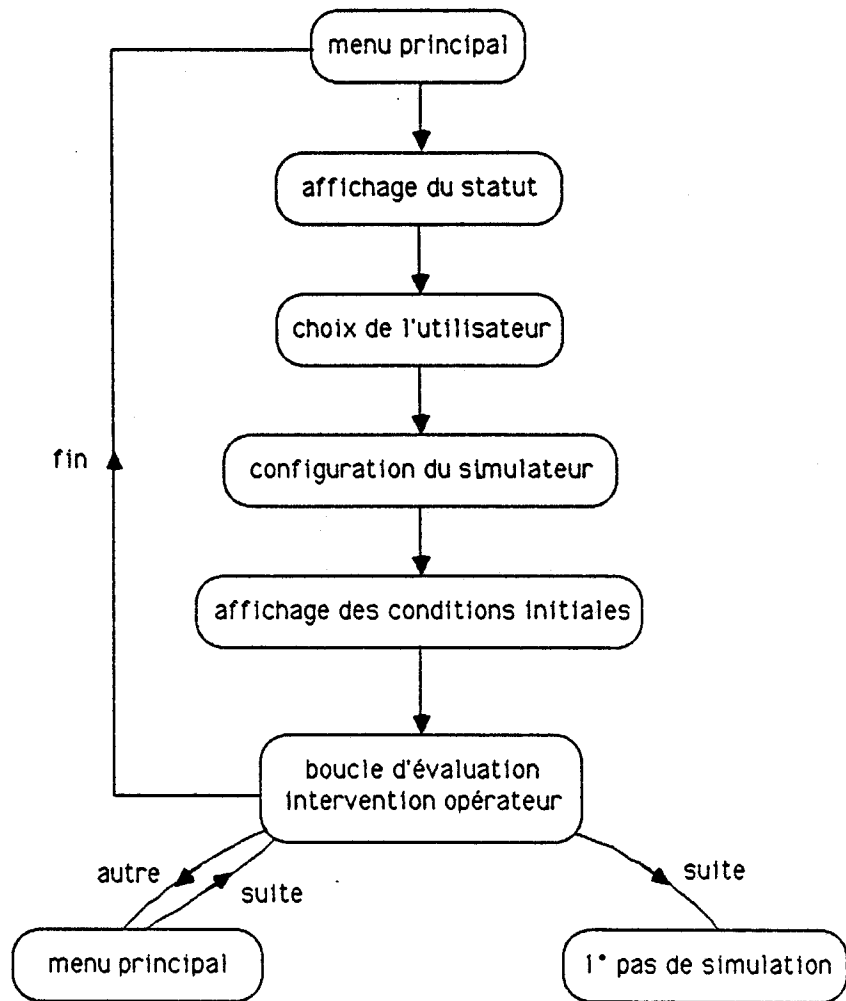 menu principal
affichage du statut
choix de l'utilisateur
fin
configuration du simulateur
affichage des conditions initiales
boucle d'évaluation
intervention opérateur
autre
suite
suite
menu principal
1° pas de simulation